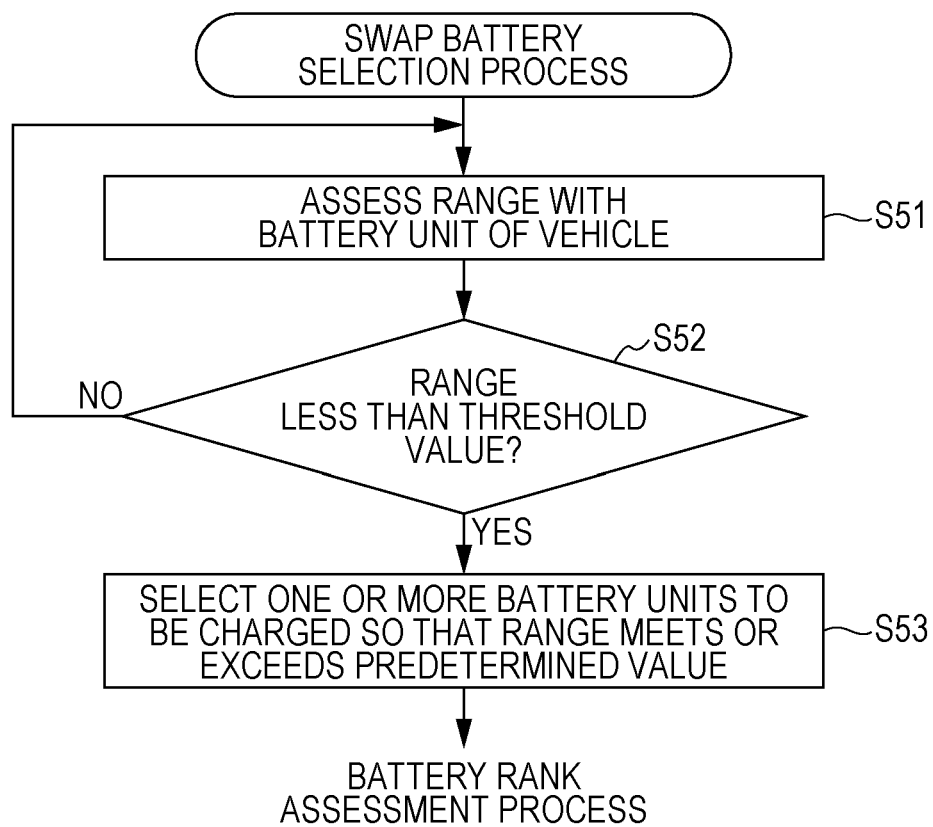 SWAP BATTERY
SELECTION PROCESS
ASSESS RANGE WITH
BATTERY UNIT OF VEHICLE
S51
S52
RANGE
LESS THAN THRESHOLD
VALUE?
NO
YES
SELECT ONE OR MORE BATTERY UNITS TO
BE CHARGED SO THAT RANGE MEETS OR
EXCEEDS PREDETERMINED VALUE
S53
BATTERY RANK
ASSESSMENT PROCESS